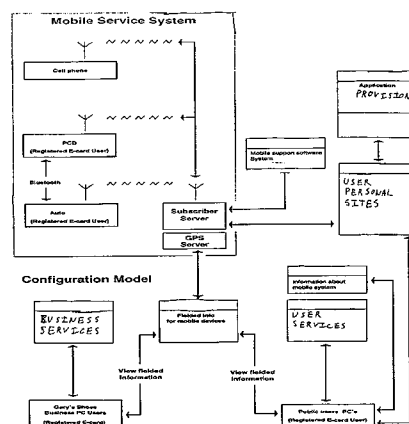 Mobile Service System
Cell phone
PCD
(Registered E-card User)
Bluetooth
Auto
(Registered E-card User)
Subscriber
Server
GPS
Server
Mobile support software
System
Application
PROVISION
USER
PERSONAL
SITES
Configuration Model
BUSINESS
SERVICES
Fielded info
for mobile devices
Information about
mobile system
USER
SERVICES
View fielded
Information
View fielded
Information
Gary's Shoes
Business PC Users
(Registered E-card)
Public users PC's
(Registered E-card User)